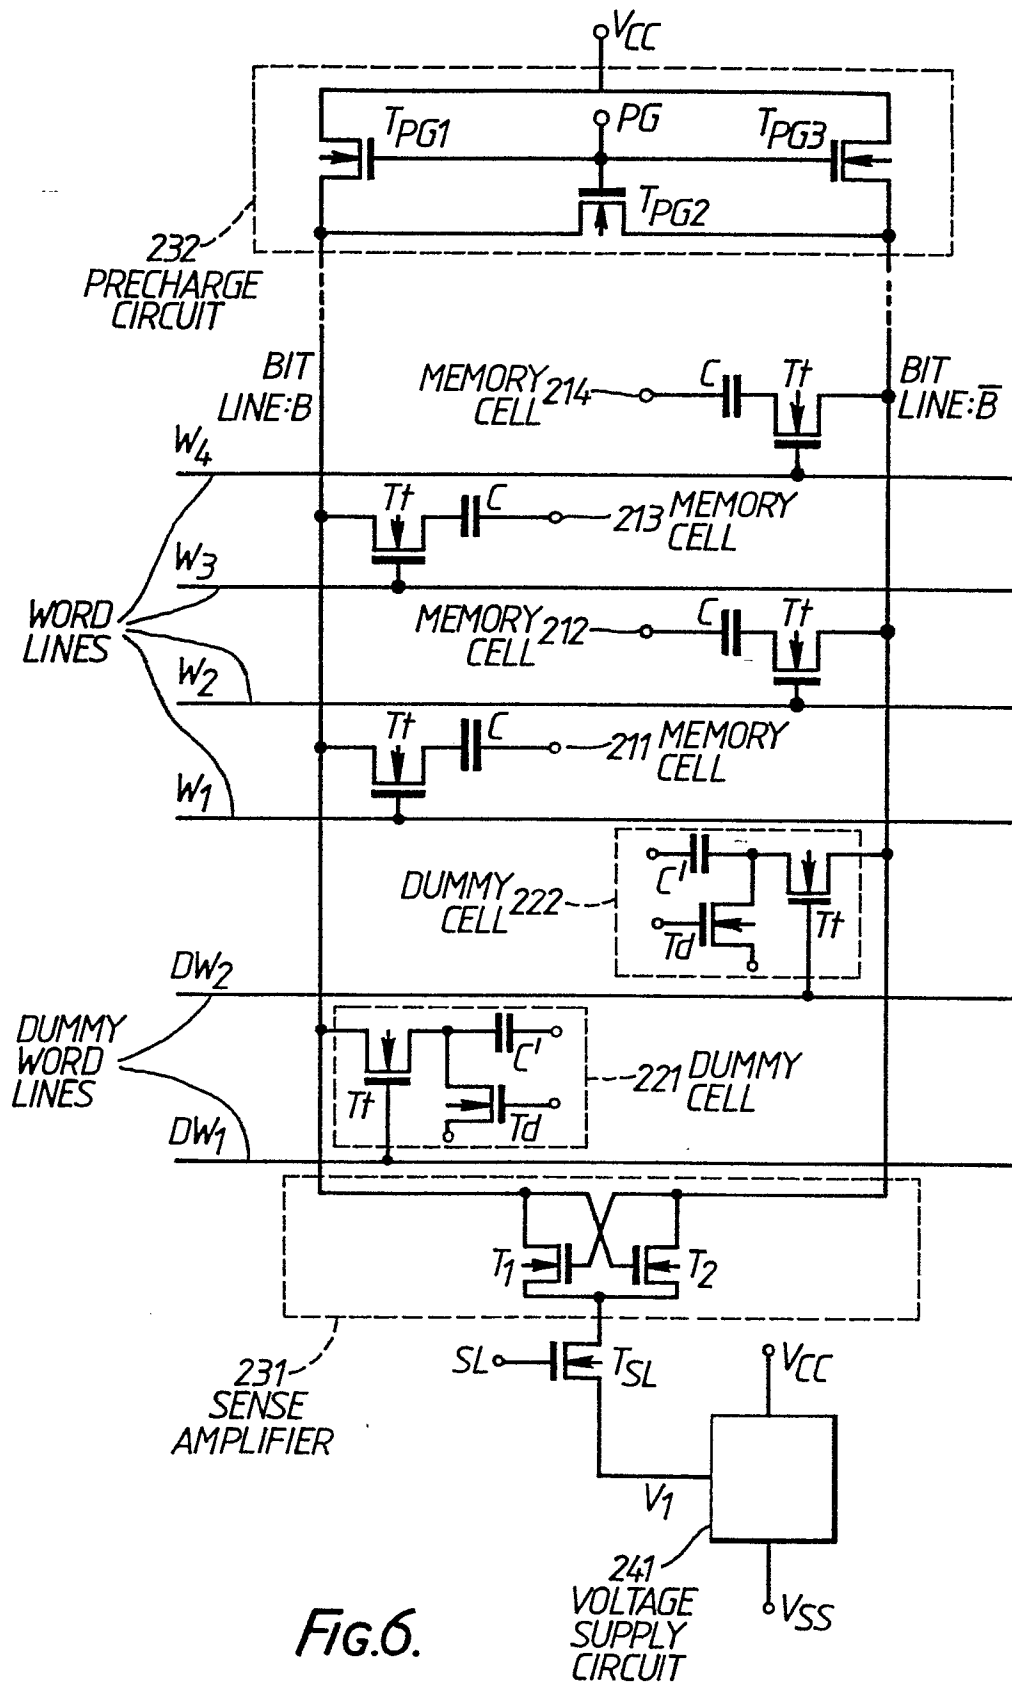 VCC
TPG1
PG
TPG3
TPG2
232
PRECHARGE
CIRCUIT
BIT
LINE:B
MEMORY
CELL
214
C
Tt
BIT
LINE:B̅
W4
Tt
C
213 MEMORY
CELL
W3
WORD
LINES
MEMORY
CELL
212
C
Tt
W2
Tt
C
211 MEMORY
CELL
W1
DUMMY
CELL
222
C'
Td
Tt
DW2
DUMMY
WORD
LINES
Tt
C'
Td
221 DUMMY
CELL
DW1
T1
T2
231
SENSE
AMPLIFIER
SL
TSL
VCC
V1
241
VOLTAGE
SUPPLY
CIRCUIT
VSS
FIG.6.